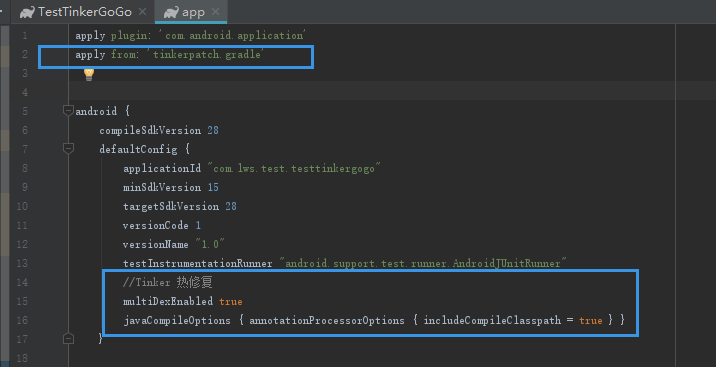 TestTinkerGoGo
app
1 apply plugin: 'com.android.application'
2 apply from: 'tinkerpatch.gradle'
3
4
5 android {
6 compileSdkVersion 28
7 defaultConfig {
8 applicationId "com.lws.test.testtinkergogo"
9 minSdkVersion 15
10 targetSdkVersion 28
11 versionCode 1
12 versionName "1.0"
13 testInstrumentationRunner "android.support.test.runner.AndroidJUnitRunner"
14 //Tinker 热修复
15 multiDexEnabled true
16 javaCompileOptions { annotationProcessorOptions { includeCompileClasspath = true } }
17 }
18